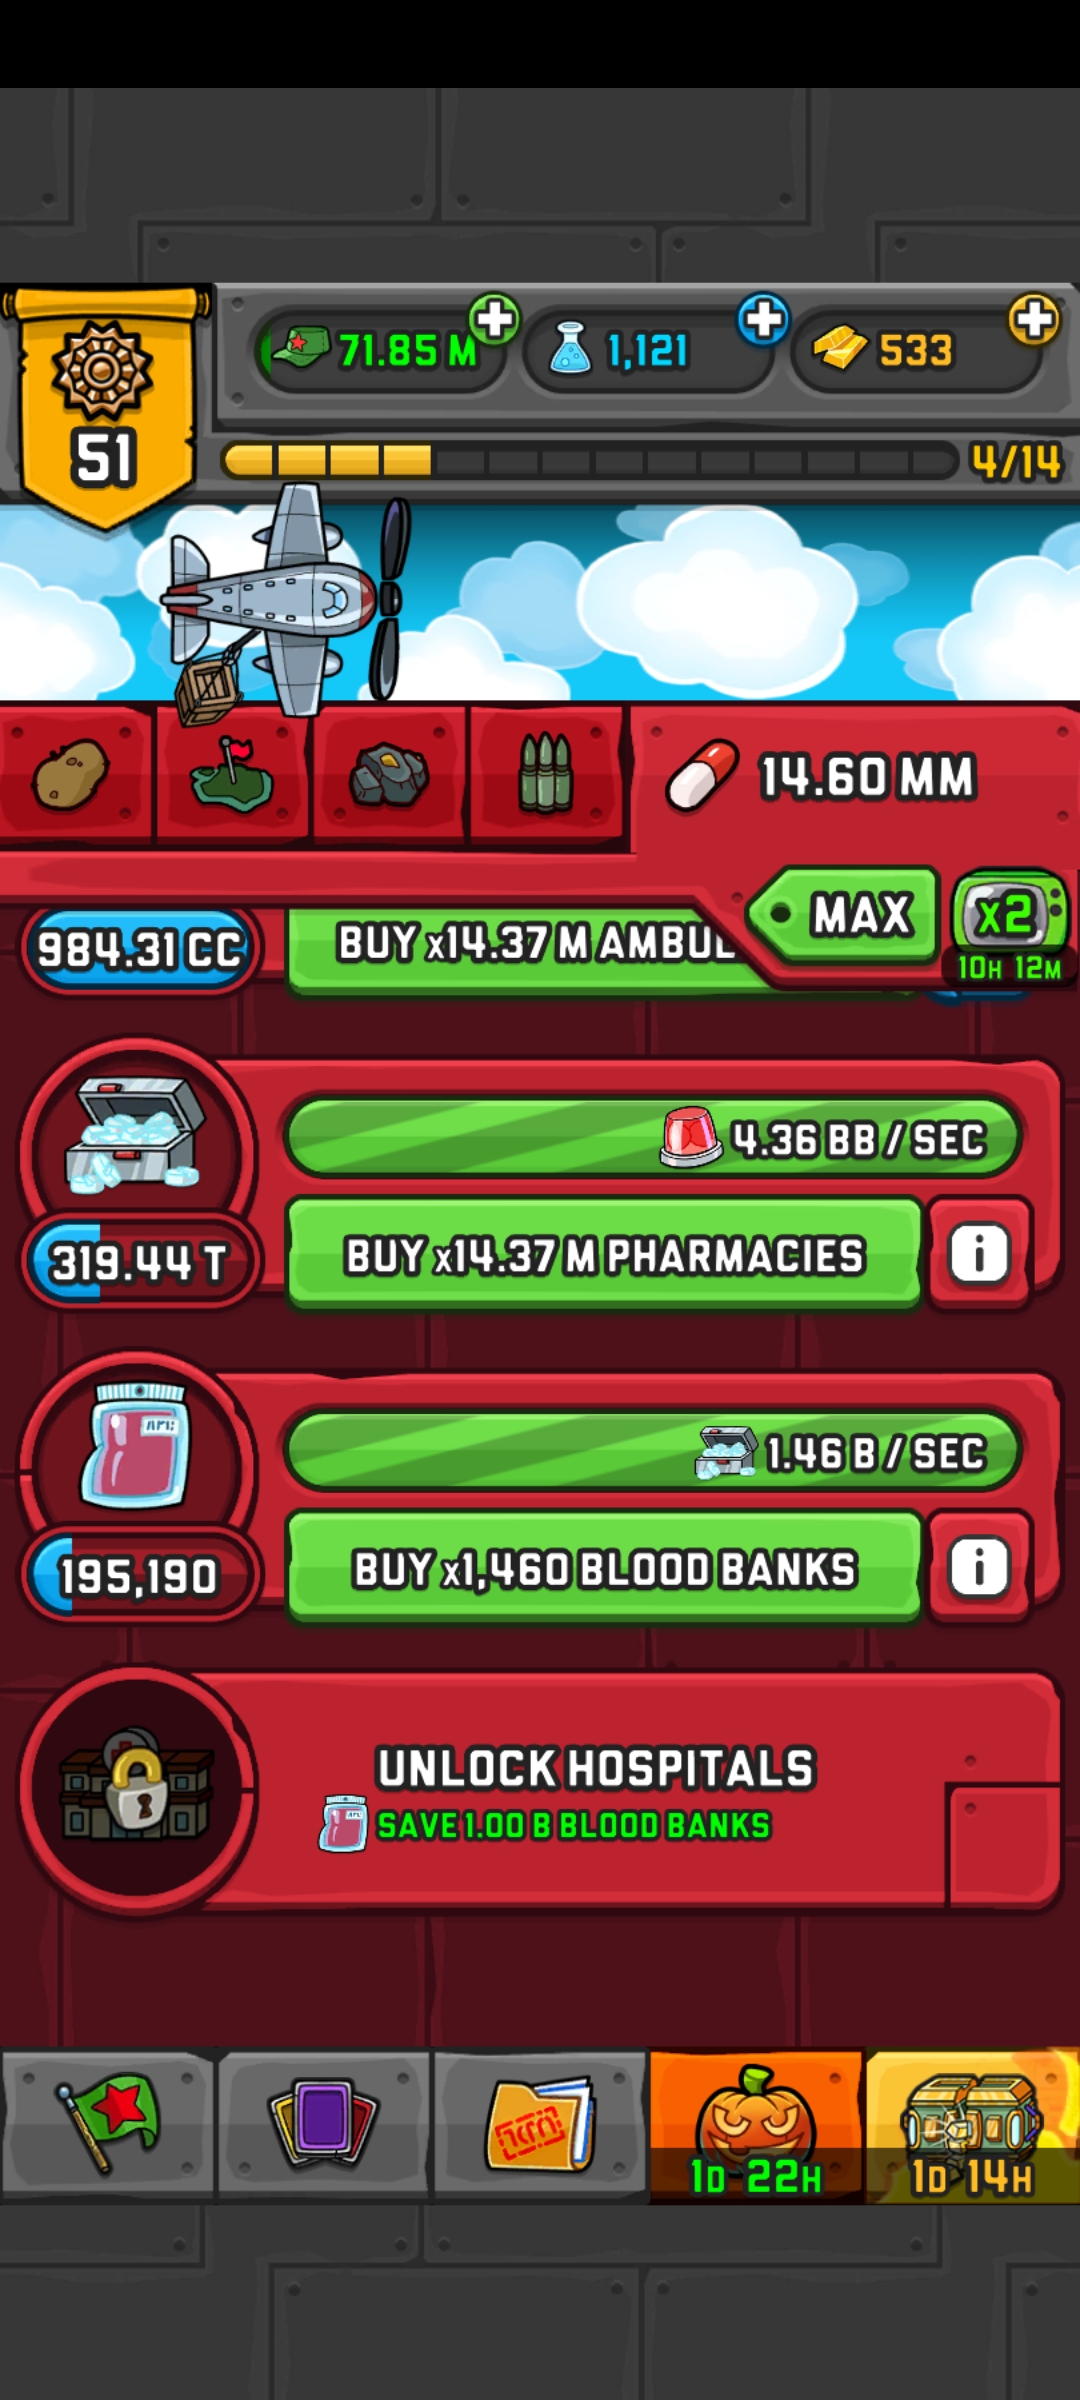 71.85 M
1,121
533
51
4/14
14.60 MM
MAX
x2
10H 12M
984.31 CC
BUY x14.37 M AMBUL
4.36 BB / SEC
319.44 T
BUY x14.37 M PHARMACIES
1.46 B / SEC
195,190
BUY x1,460 BLOOD BANKS
UNLOCK HOSPITALS
SAVE 1.00 B BLOOD BANKS
1D 22H
1D 14H